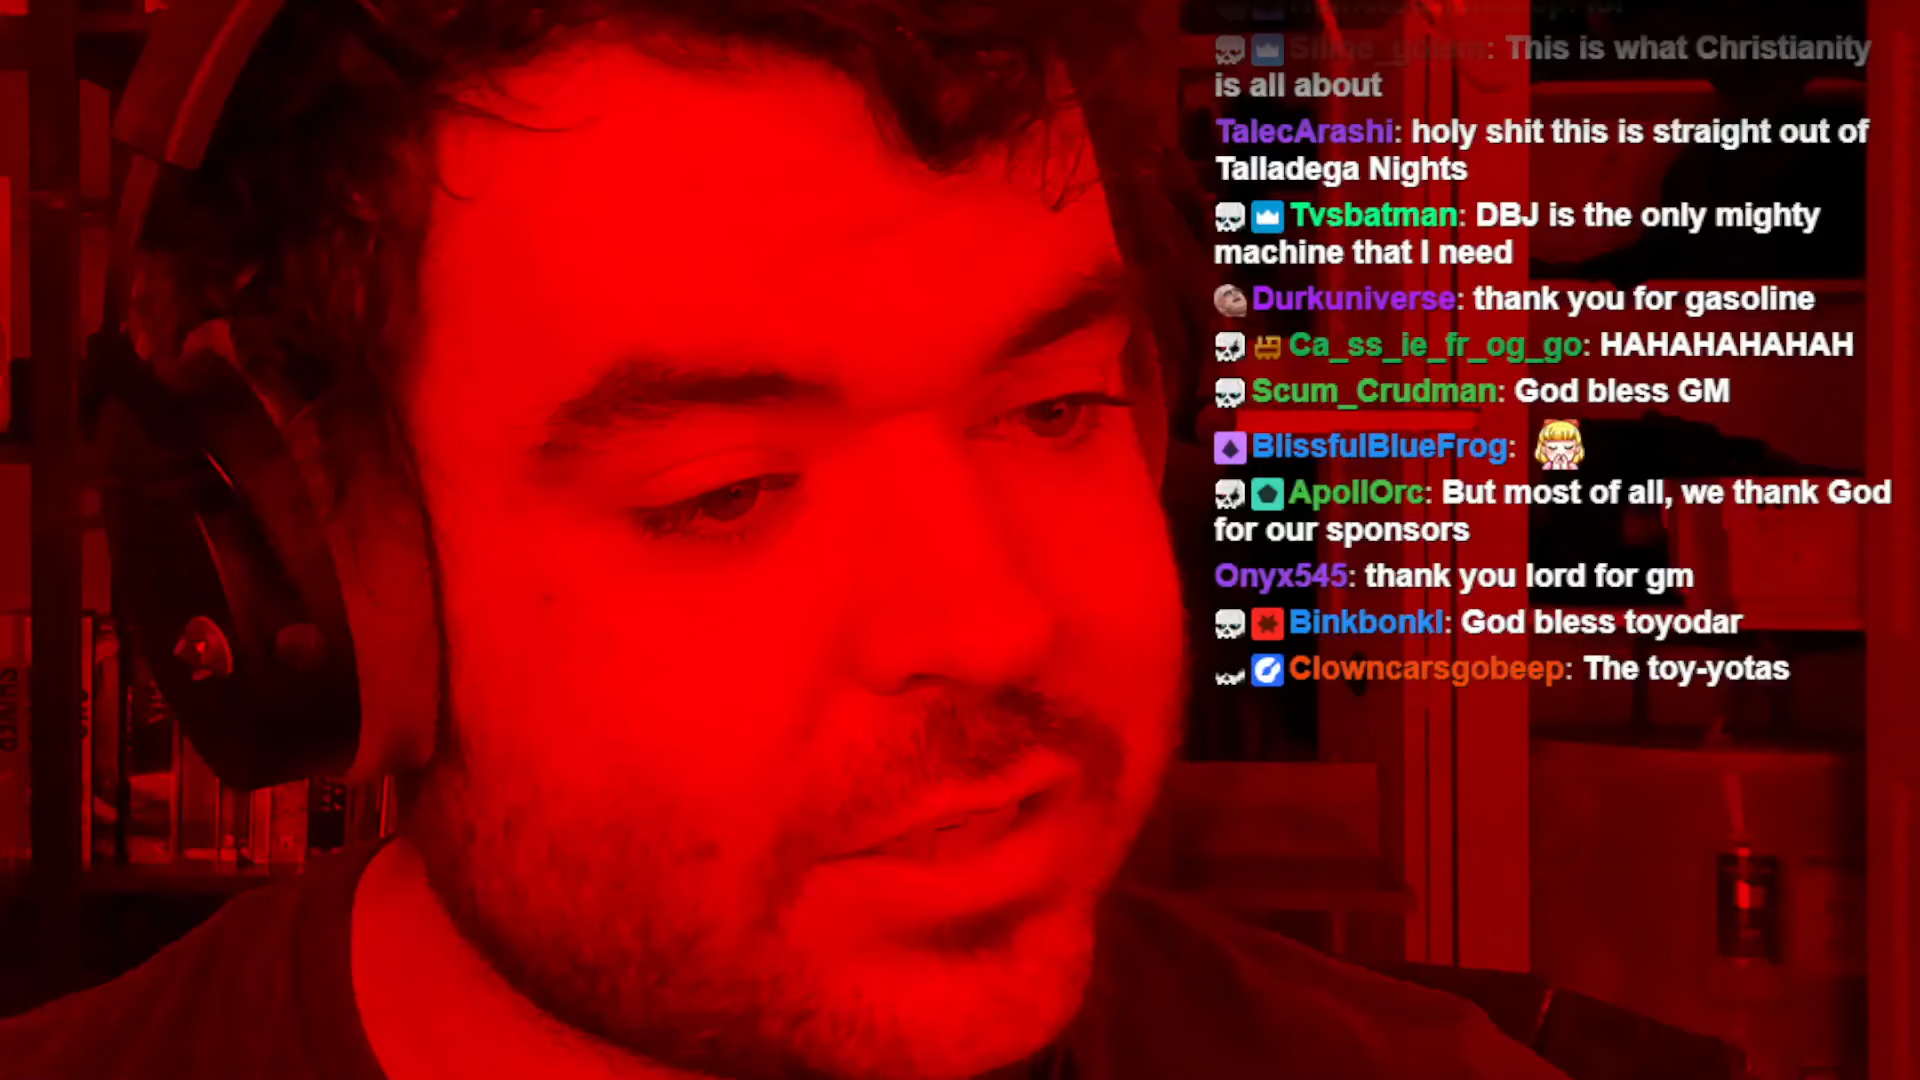 : This is what Christianity
is all about
TalecArashi: holy shit this is straight out of
Talladega Nights
Tvsbatman: DBJ is the only mighty
machine that I need
Durkuniverse: thank you for gasoline
Ca_ss_ie_fr_og_go: HAHAHAHAHAH
Scum_Crudman: God bless GM
BlissfulBlueFrog:
ApollOrc: But most of all, we thank God
for our sponsors
Onyx545: thank you lord for gm
Binkbonkl: God bless toyodar
Clowncarsgobeep: The toy-yotas